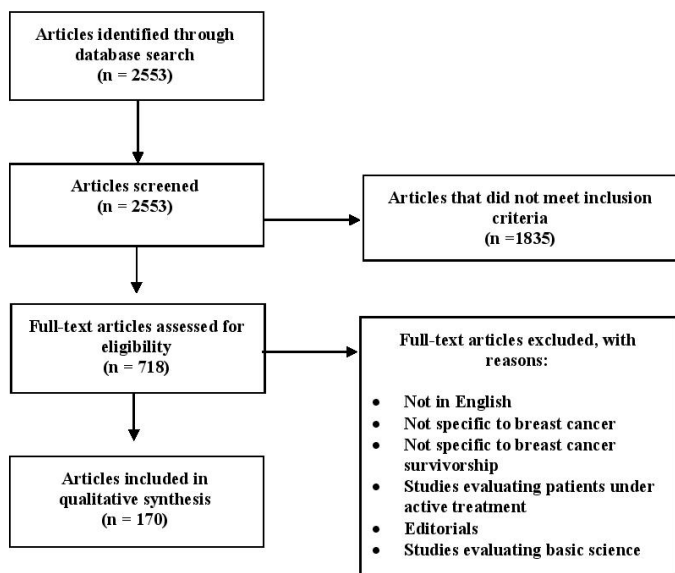 Articles identified through
database search
(n = 2553)
Articles screened
(n = 2553)
Articles that did not meet inclusion
criteria
(n =1835)
Full-text articles assessed for
eligibility
(n = 718)
Full-text articles excluded, with
reasons:
• Not in English
• Not specific to breast cancer
• Not specific to breast cancer
survivorship
• Studies evaluating patients under
active treatment
• Editorials
• Studies evaluating basic science
Articles included in
qualitative synthesis
(n = 170)